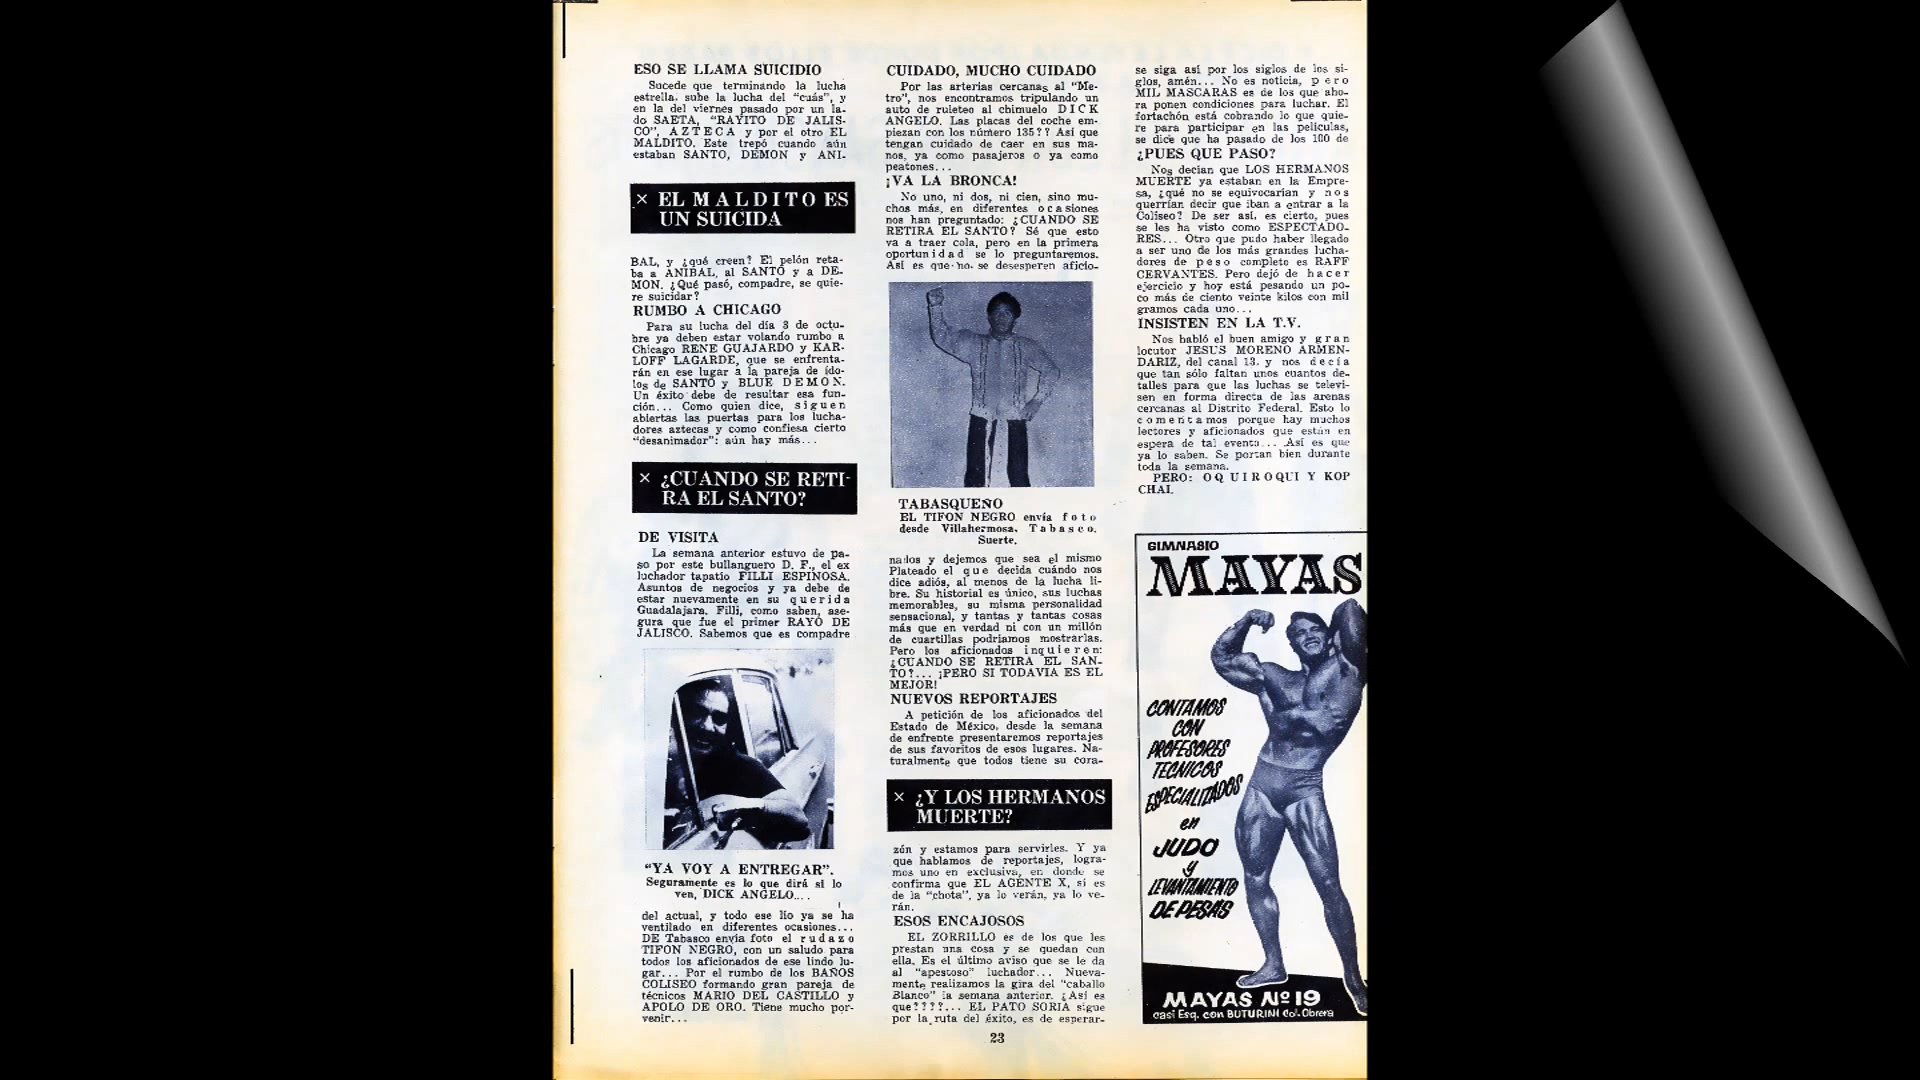 ESO SE LLAMA SUICIDIO
Sucede que terminando la lucha
estrella. sube la lucha del "cuás", y
en la del viernes pasado por un la-
do SAETA, "RAYITO DE JALIS-
CO", AZTECA y por el otro EL
MALDITO. Este trepó cuando aún
estaban SANTO, DEMON y ANI-
× EL MALDITO ES
UN SUICIDA
BAL, y ¿qué creen? El pelón reta-
ba a ANIBAL, al SANTO y a DE-
MON. ¿Qué pasó, compadre, se quie-
re suicidar?
RUMBO A CHICAGO
Para su lucha del día 3 de octu-
bre ya deben estar volando rumbo a
Chicago RENE GUAJARDO y KAR-
LOFF LAGARDE, que se enfrenta-
rán en ese lugar a la pareja de ído-
los de SANTO y BLUE DEMON.
Un éxito debe de resultar esa fun-
ción... Como quien dice, siguen
abiertas las puertas para los lucha-
dores aztecas y como confiesa cierto
"desanimador": aún hay más...
× ¿CUANDO SE RETI-
RA EL SANTO?
DE VISITA
La semana anterior estuvo de pa-
so por este bullanguero D. F., el ex
luchador tapatío FILLI ESPINOSA.
Asuntos de negocios y ya debe de
estar nuevamente en su querida
Guadalajara. Filli, como saben, ase-
gura que fue el primer RAYO DE
JALISCO. Sabemos que es compadre
"YA VOY A ENTREGAR".
Seguramente es lo que dirá si lo
ven, DICK ANGELO....
del actual, y todo ese lío ya se ha
ventilado en diferentes ocasiones...
DE Tabasco envía foto el rudazo
TIFON NEGRO, con un saludo para
todos los aficionados de ese lindo lu-
gar... Por el rumbo de los BAÑOS
COLISEO formando gran pareja de
técnicos MARIO DEL CASTILLO y
APOLO DE ORO. Tiene mucho por-
venir...
CUIDADO, MUCHO CUIDADO
Por las arterias cercanas al "Me-
tro", nos encontramos tripulando un
auto de ruleteo al chimuelo DICK
ANGELO. Las placas del coche em-
piezan con los número 135?? Así que
tengan cuidado de caer en sus ma-
nos, ya como pasajeros o ya como
peatones...
¡VA LA BRONCA!
No uno, ni dos, ni cien, sino mu-
chos más, en diferentes ocasiones
nos han preguntado: ¿CUANDO SE
RETIRA EL SANTO? Sé que esto
va a traer cola, pero en la primera
oportunidad se lo preguntaremos.
Así es que no. se desesperen aficio-
TABASQUEÑO
EL TIFON NEGRO envía foto
desde Villahermosa, Tabasco.
Suerte.
nados y dejemos que sea el mismo
Plateado el que decida cuándo nos
dice adiós, al menos de la lucha li-
bre. Su historial es único, sus luchas
memorables, su misma personalidad
sensacional, y tantas y tantas cosas
más que en verdad ni con un millón
de cuartillas podríamos mostrarlas.
Pero los aficionados inquieren:
¿CUANDO SE RETIRA EL SAN-
TO?... ¡PERO SI TODAVIA ES EL
MEJOR!
NUEVOS REPORTAJES
A petición de los aficionados del
Estado de México, desde la semana
de enfrente presentaremos reportajes
de sus favoritos de esos lugares. Na-
turalmente que todos tiene su cora-
× ¿Y LOS HERMANOS
MUERTE?
zón y estamos para servirles. Y ya
que hablamos de reportajes, logra-
mos uno en exclusiva, en donde se
confirma que EL AGENTE X, sí es
de la "chota", ya lo verán, ya lo ve-
rán.
ESOS ENCAJOSOS
EL ZORRILLO es de los que les
prestan una cosa y se quedan con
ella. Es el último aviso que se le da
al "apestoso" luchador... Nueva-
mente realizamos la gira del "caballo
Blanco" la semana anterior. ¿Así es
que????... EL PATO SORIA sigue
por la ruta del éxito, es de esperar-
se siga así por los siglos de los si-
glos, amén... No es noticia, pero
MIL MASCARAS es de los que aho-
ra ponen condiciones para luchar. El
fortachón está cobrando lo que quie-
re para participar en las películas,
se dice que ha pasado de los 100 de
¿PUES QUE PASO?
Nos decían que LOS HERMANOS
MUERTE ya estaban en la Empre-
sa, ¿qué no se equivocarían y nos
querrían decir que iban a entrar a la
Coliseo? De ser así, es cierto, pues
se les ha visto como ESPECTADO-
RES... Otro que pudo haber llegado
a ser uno de los más grandes lucha-
dores de peso completo es RAFF
CERVANTES. Pero dejó de hacer
ejercicio y hoy está pesando un po-
co más de ciento veinte kilos con mil
gramos cada uno...
INSISTEN EN LA T.V.
Nos habló el buen amigo y gran
locutor JESUS MORENO ARMEN-
DARIZ, del canal 13, y nos decía
que tan sólo faltan unos cuantos de-
talles para que las luchas se televi-
sen en forma directa de las arenas
cercanas al Distrito Federal. Esto lo
comentamos porque hay muchos
lectores y aficionados que están en
espera de tal evento... Así es que
ya lo saben. Se portan bien durante
toda la semana.
PERO: OQUIROQUI Y KOP
CHAI.
GIMNASIO
MAYAS
CONTAMOS
CON
PROFESORES
TECNICOS
ESPECIALIZADOS
en
JUDO
y
LEVANTAMIENTO
DE PESAS
MAYAS Nº 19
casi Esq. con BUTURINI Col. Obrera
23